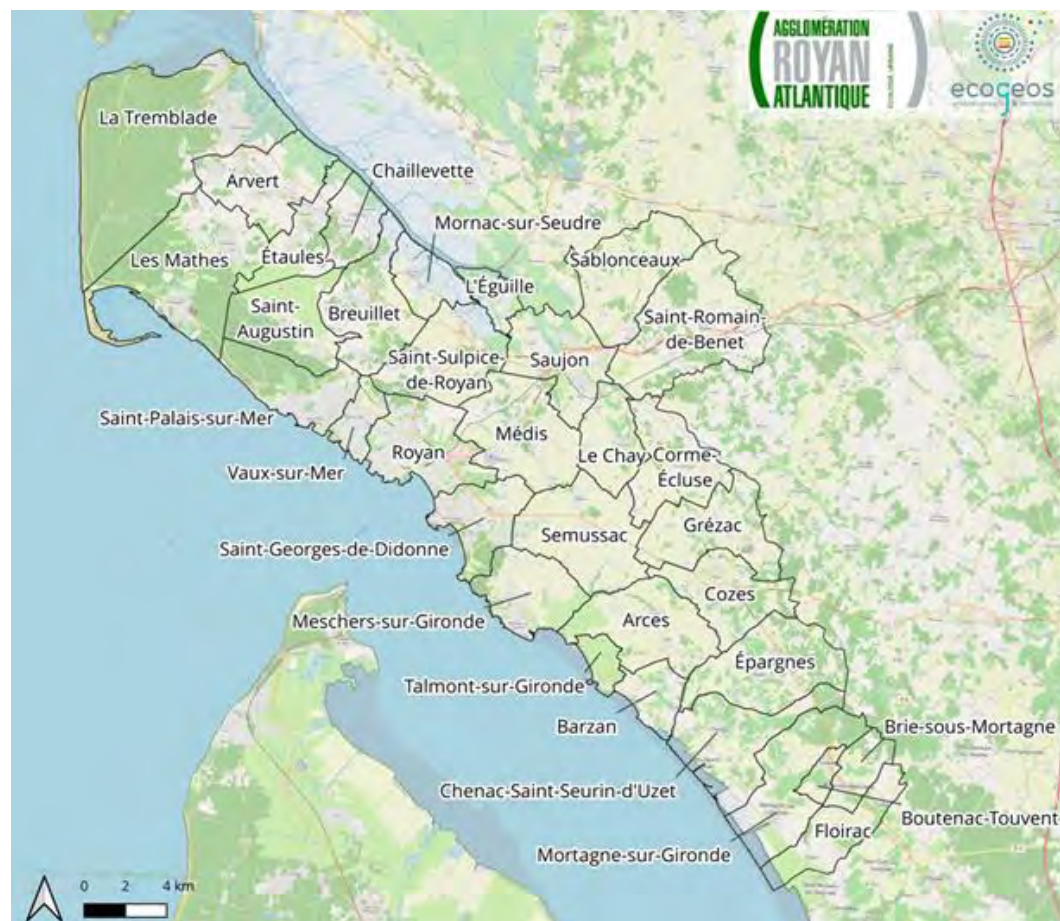 AGGLOMÉRATION
ROYAN
ATLANTIQUE
ecogeos
La Tremblade
Chaillevette
Arvert
Mornac-sur-Seudre
Les Mathes
Étaules
Sablonceaux
L'Éguille
Saint-
Augustin
Breuillet
Saint-Romain-
de-Benet
Saint-Sulpice-
de-Royan
Saujon
Saint-Palais-sur-Mer
Médis
Royan
Le Chay
Corme-
Écluse
Vaux-sur-Mer
Grézac
Semussac
Saint-Georges-de-Didonne
Cozes
Arces
Meschers-sur-Gironde
Épargnes
Talmont-sur-Gironde
Barzan
Brie-sous-Mortagne
Chenac-Saint-Seurin-d'Uzet
Boutenac-Touvent
Floirac
Mortagne-sur-Gironde
0 2 4 km